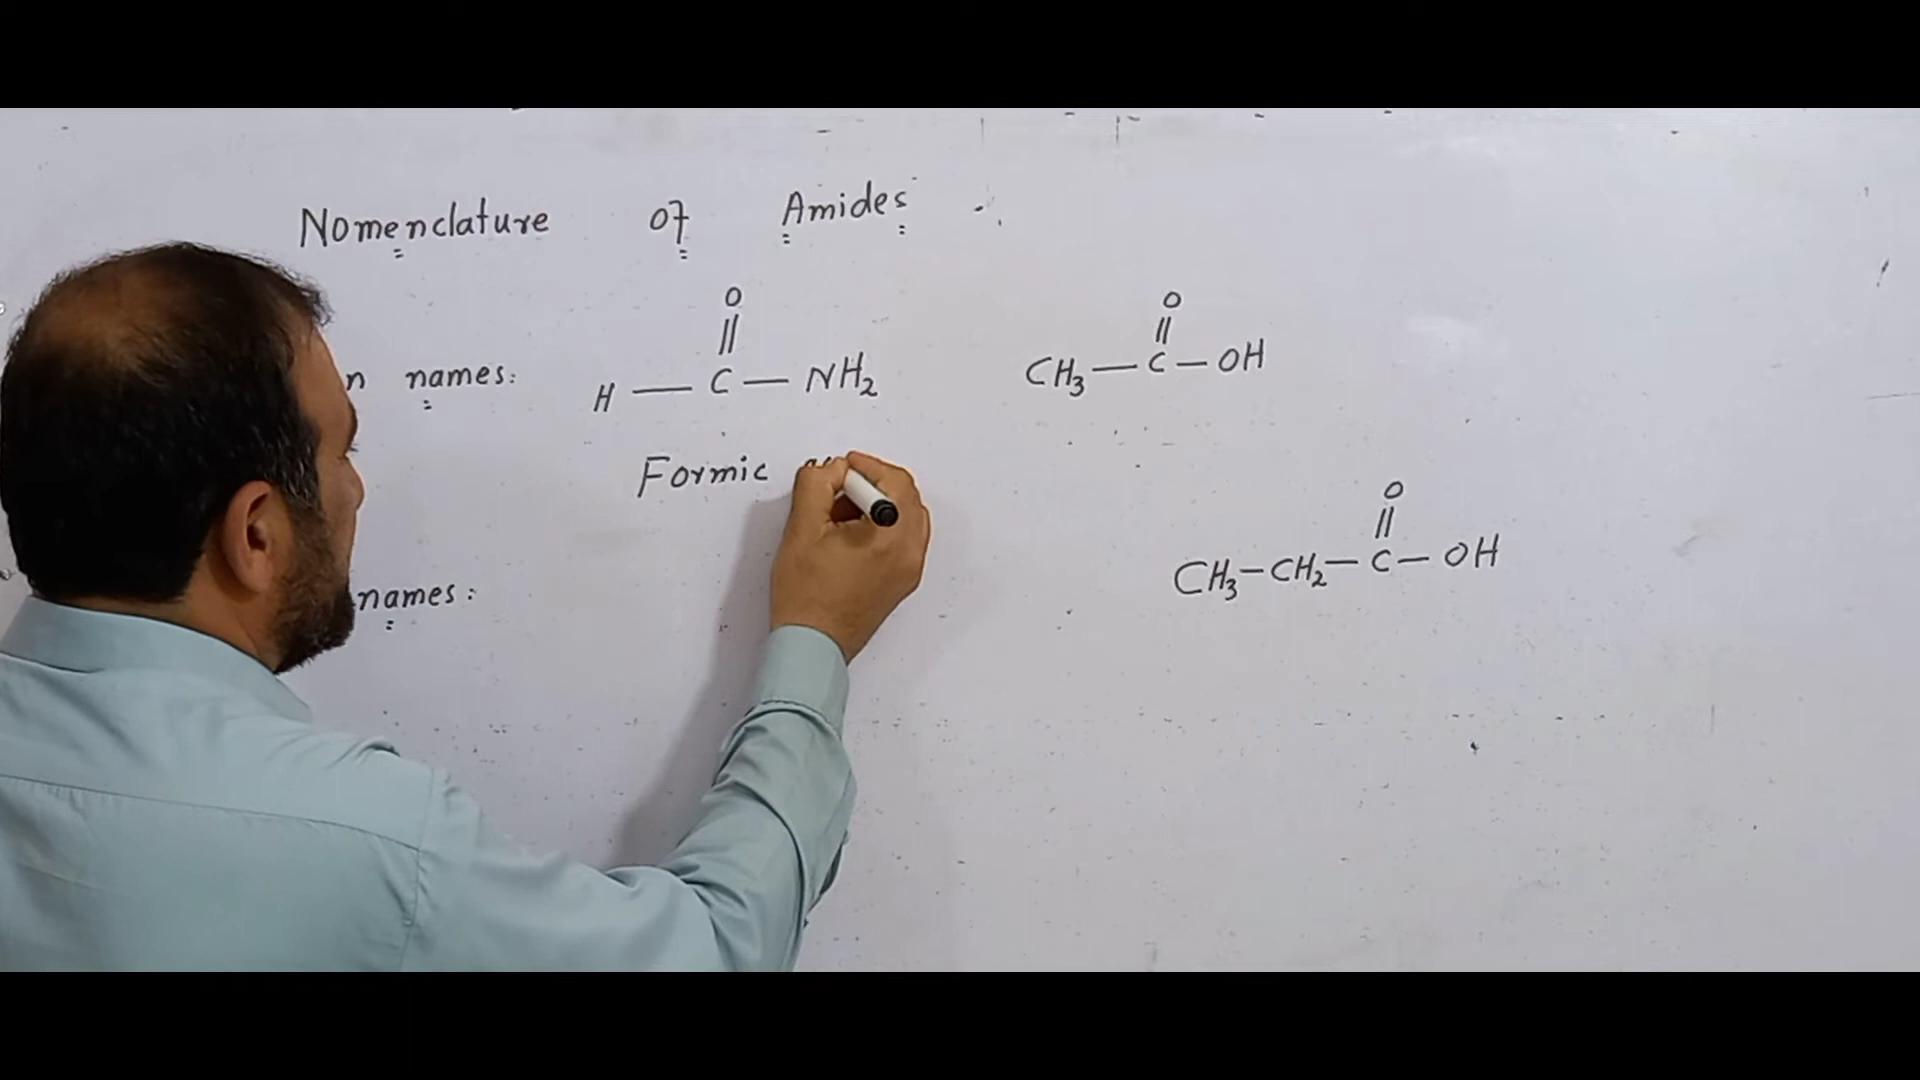 Nomenclature of Amides
names:
O
||
H — C — NH₂
O
||
CH₃ — C — OH
Formic
O
||
CH₃ — CH₂ — C — OH
names: